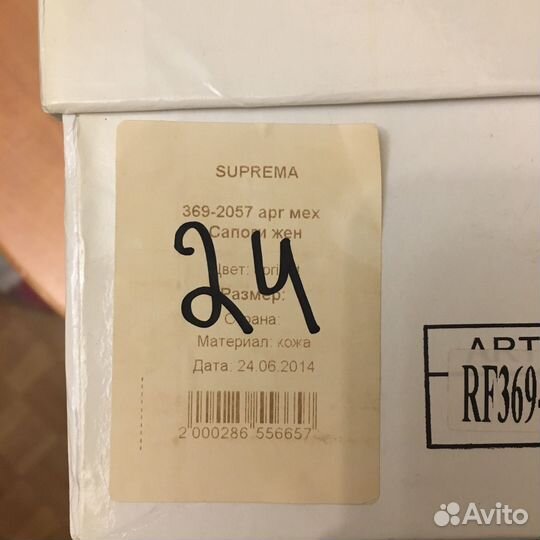 SUPREMA
369-2057 арг мех
Сапоги жен
Цвет:
Размер:
Страна:
Материал: кожа
Дата: 24.06.2014
2 000286 556657
24
АРТ
RF369-
Avito